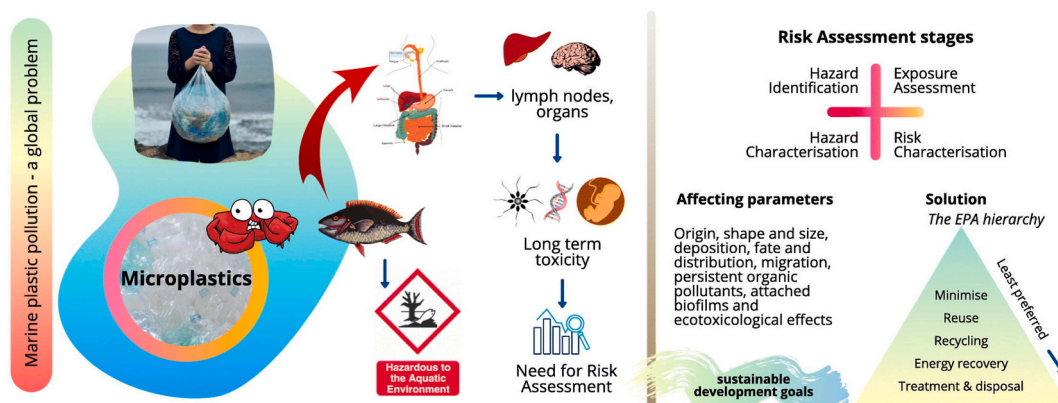 Marine plastic pollution - a global problem
Microplastics
Hazardous to
the Aquatic
Environment
lymph nodes,
organs
Long term
toxicity
Need for Risk
Assessment
Risk Assessment stages
Hazard
Identification
Exposure
Assessment
Hazard
Characterisation
Risk
Characterisation
Affecting parameters
Origin, shape and size,
deposition, fate and
distribution, migration,
persistent organic
pollutants, attached
biofilms and
ecotoxicological effects
sustainable
development goals
Solution
The EPA hierarchy
Minimise
Reuse
Recycling
Energy recovery
Treatment & disposal
Least preferred